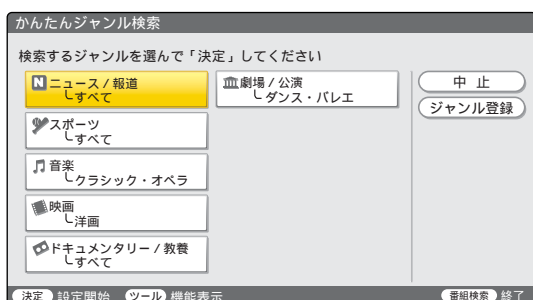 かんたんジャンル検索
検索するジャンルを選んで「決定」してください
N ニュース / 報道
└すべて
スポーツ
└すべて
音楽
└クラシック・オペラ
映画
└洋画
ドキュメンタリー / 教養
└すべて
劇場 / 公演
└ダンス・バレエ
中 止
ジャンル登録
決定 設定開始 ツール 機能表示
番組検索 終了